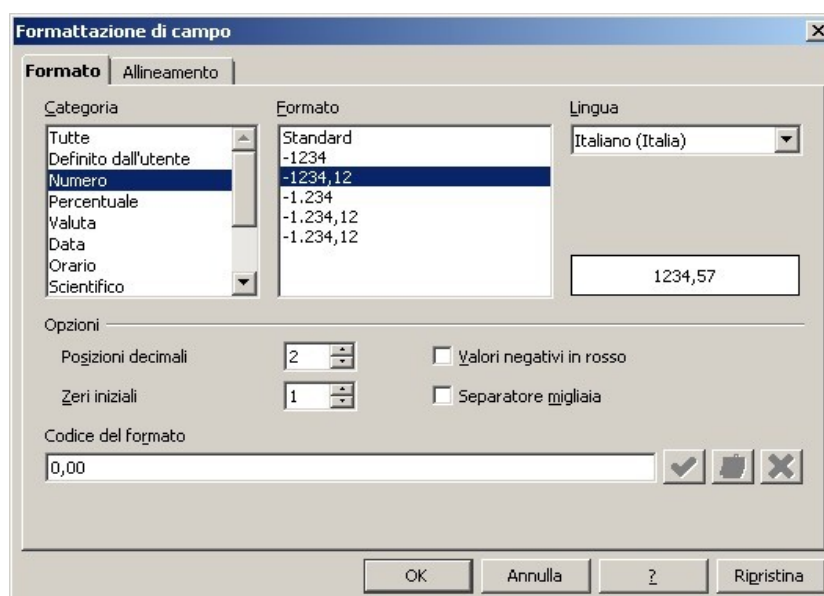 Formattazione di campo
Formato Allineamento
Categoria
Tutte
Definito dall'utente
Numero
Percentuale
Valuta
Data
Orario
Scientifico
Formato
Standard
-1234
-1234,12
-1.234
-1.234,12
-1.234,12
Lingua
Italiano (Italia)
1234,57
Opzioni
Posizioni decimali 2 Valori negativi in rosso
Zeri iniziali 1 Separatore migliaia
Codice del formato
0,00
OK Annulla ? Ripristina